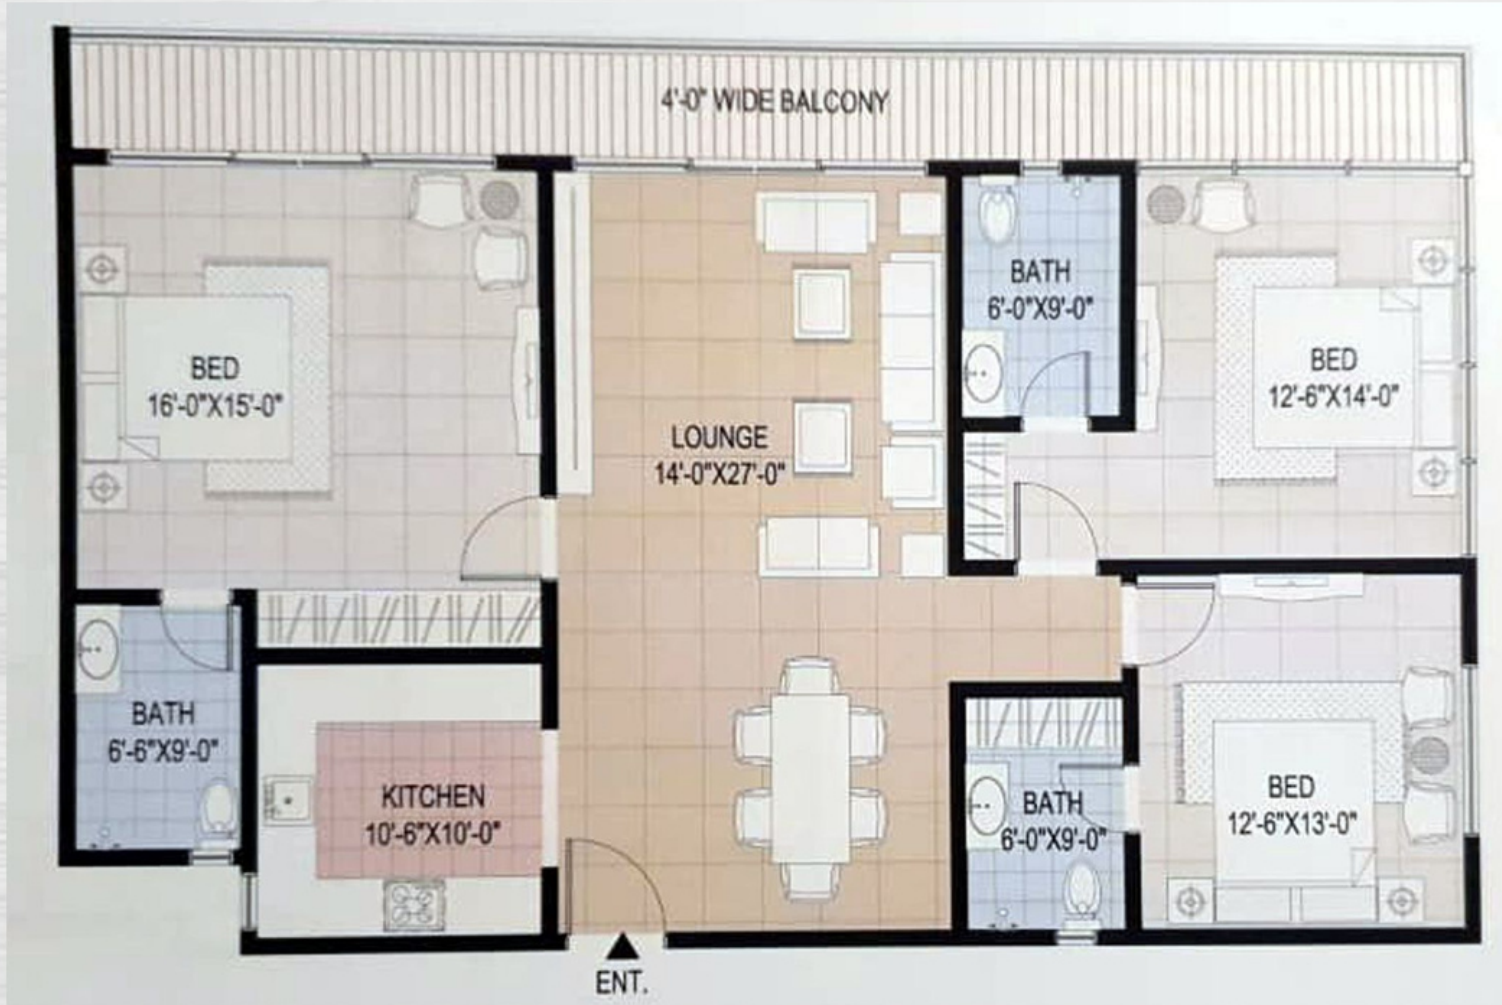 4'-0" WIDE BALCONY
BED
16'-0"X15'-0"
LOUNGE
14'-0"X27'-0"
BATH
6'-0"X9'-0"
BED
12'-6"X14'-0"
BATH
6'-6"X9'-0"
KITCHEN
10'-6"X10'-0"
BATH
6'-0"X9'-0"
BED
12'-6"X13'-0"
ENT.